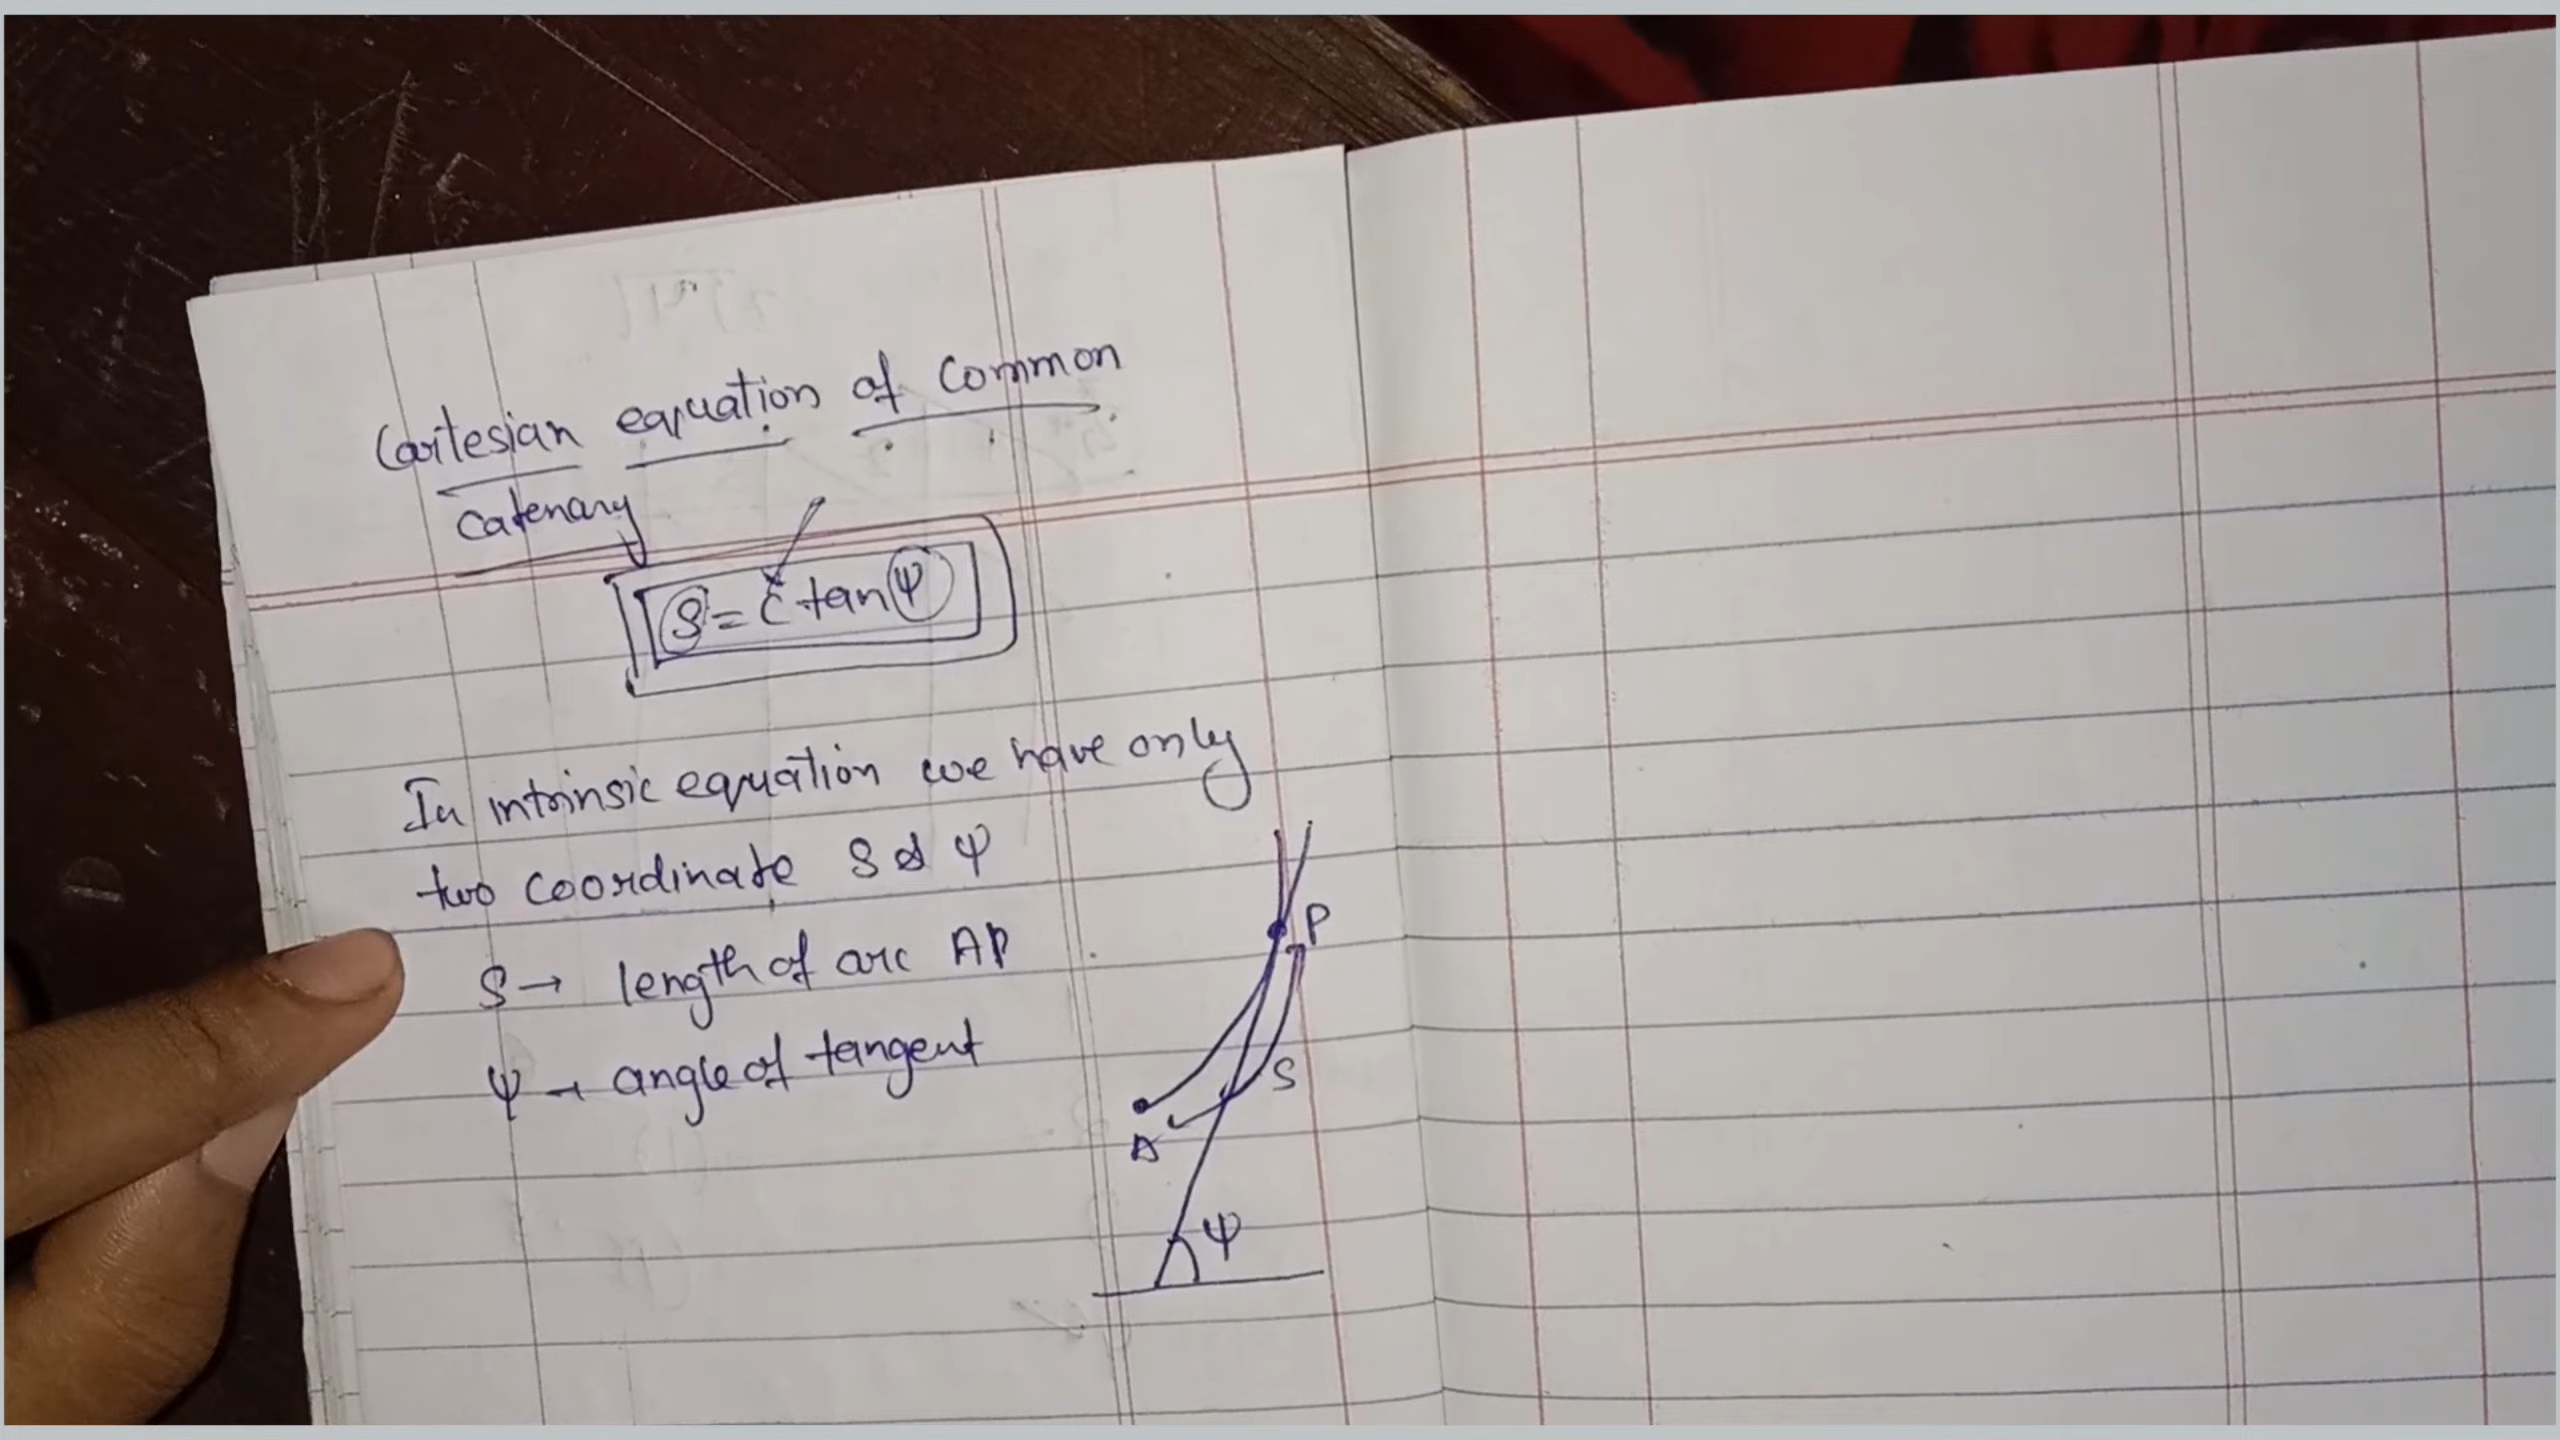 Cartesian equation of Common
Catenary
S = c tan ψ
In intrinsic equation we have only
two coordinate S & ψ
S → length of arc AP
ψ → angle of tangent
P
S
A
ψ